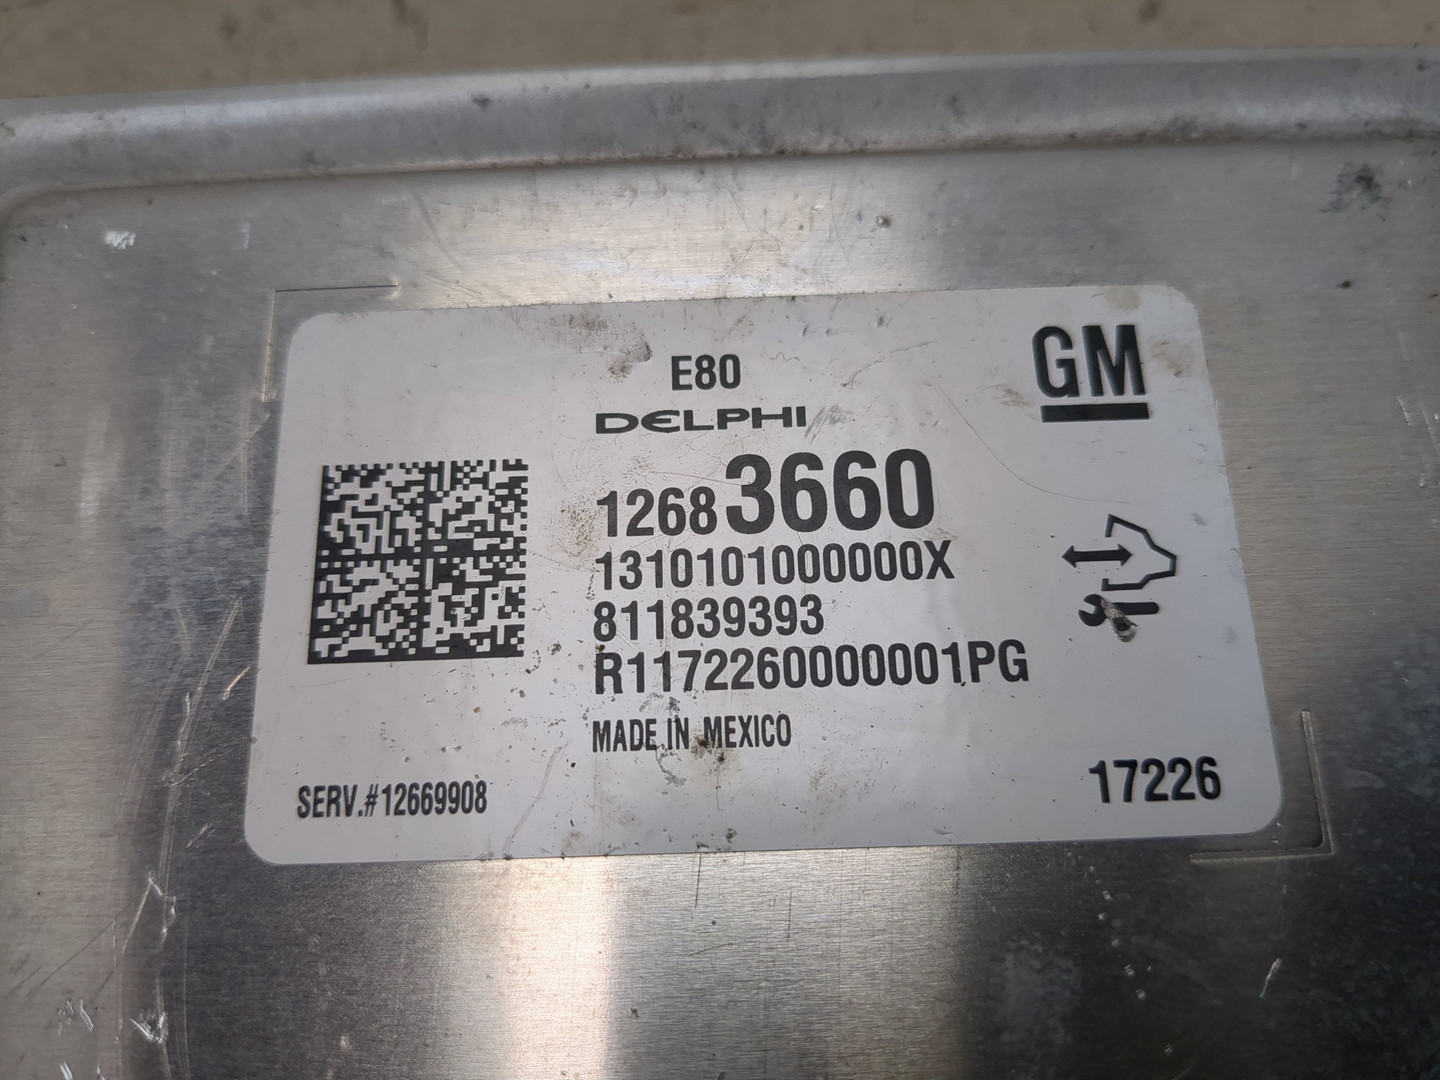 E80
GM
DELPHI
12683660
1310101000000X
811839393
R1172260000001PG
MADE IN MEXICO
SERV.#12669908
17226